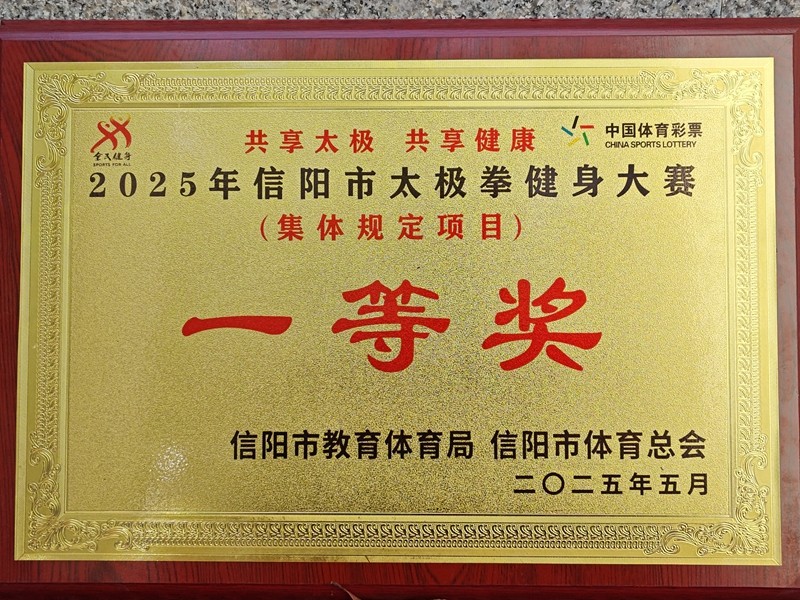 全民健身
SPORTS FOR ALL
共享太极 共享健康
中国体育彩票
CHINA SPORTS LOTTERY
2025年信阳市太极拳健身大赛
（集体规定项目）
一等奖
信阳市教育体育局 信阳市体育总会
二〇二五年五月